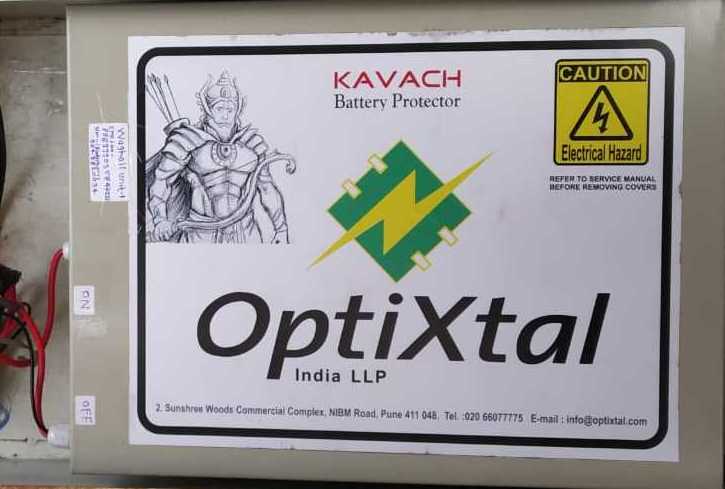 KAVACH
Battery Protector
CAUTION
Electrical Hazard
REFER TO SERVICE MANUAL
BEFORE REMOVING COVERS
OptiXtal
India LLP
2. Sunshree Woods Commercial Complex, NIBM Road, Pune 411 048. Tel. :020 66077775 E-mail : info@optixtal.com
ON
OFF